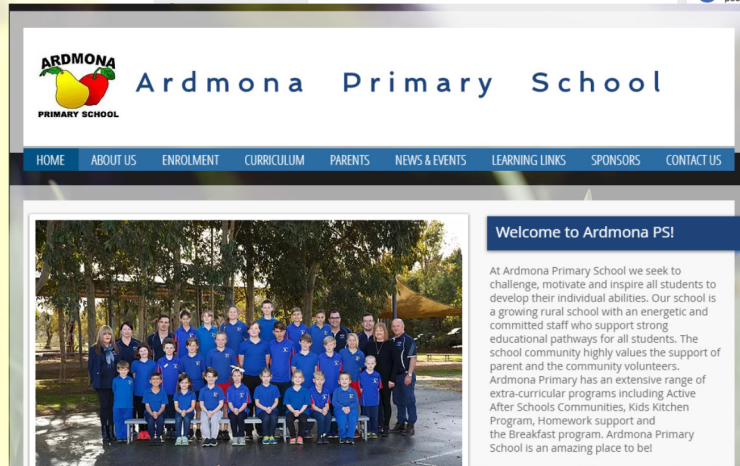 ARDMONA
PRIMARY SCHOOL
Ardmona Primary School
HOME ABOUT US ENROLMENT CURRICULUM PARENTS NEWS & EVENTS LEARNING LINKS SPONSORS CONTACT US
Welcome to Ardmona PS!
At Ardmona Primary School we seek to
challenge, motivate and inspire all students to
develop their individual abilities. Our school is
a growing rural school with an energetic and
committed staff who support strong
educational pathways for all students. The
school community highly values the support of
parent and the community volunteers.
Ardmona Primary has an extensive range of
extra-curricular programs including Active
After Schools Communities, Kids Kitchen
Program, Homework support and
the Breakfast program. Ardmona Primary
School is an amazing place to be!